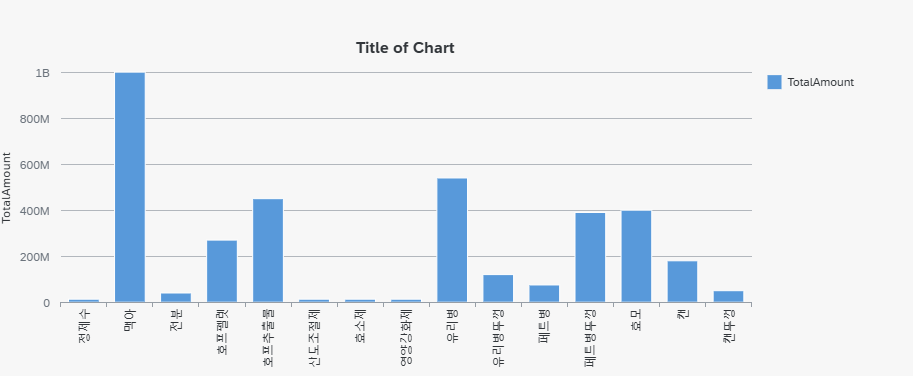 Title of Chart
TotalAmount
TotalAmount
1B
800M
600M
400M
200M
0
정제수
맥아
전분
호프펠렛
호프추출물
산도조절제
효소제
영양강화제
유리병
유리병뚜껑
페트병
페트병뚜껑
효모
캔
캔뚜껑